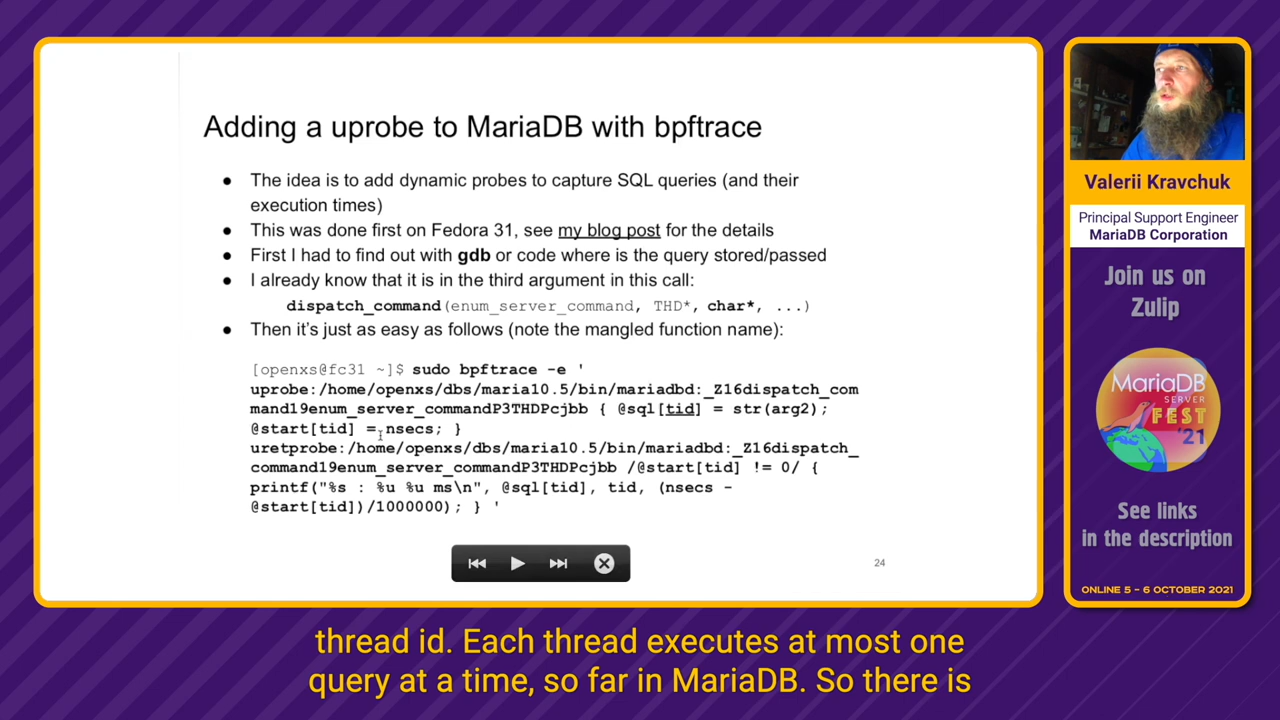 Adding a uprobe to MariaDB with bpftrace
● The idea is to add dynamic probes to capture SQL queries (and their
execution times)
● This was done first on Fedora 31, see my blog post for the details
● First I had to find out with gdb or code where is the query stored/passed
● I already know that it is in the third argument in this call:
dispatch_command(enum_server_command, THD*, char*, ...)
● Then it's just as easy as follows (note the mangled function name):
[openxs@fc31 ~]$ sudo bpftrace -e '
uprobe:/home/openxs/dbs/maria10.5/bin/mariadbd:_Z16dispatch_com
mand19enum_server_commandP3THDPcjbb { @sql[tid] = str(arg2);
@start[tid] = nsecs; }
uretprobe:/home/openxs/dbs/maria10.5/bin/mariadbd:_Z16dispatch_
command19enum_server_commandP3THDPcjbb /@start[tid] != 0/ {
printf("%s : %u %u ms\n", @sql[tid], tid, (nsecs -
@start[tid])/1000000); } '
24
Valerii Kravchuk
Principal Support Engineer
MariaDB Corporation
Join us on
Zulip
MariaDB
SERVER
FEST
'21
See links
in the description
ONLINE 5 - 6 OCTOBER 2021
thread id. Each thread executes at most one
query at a time, so far in MariaDB. So there is